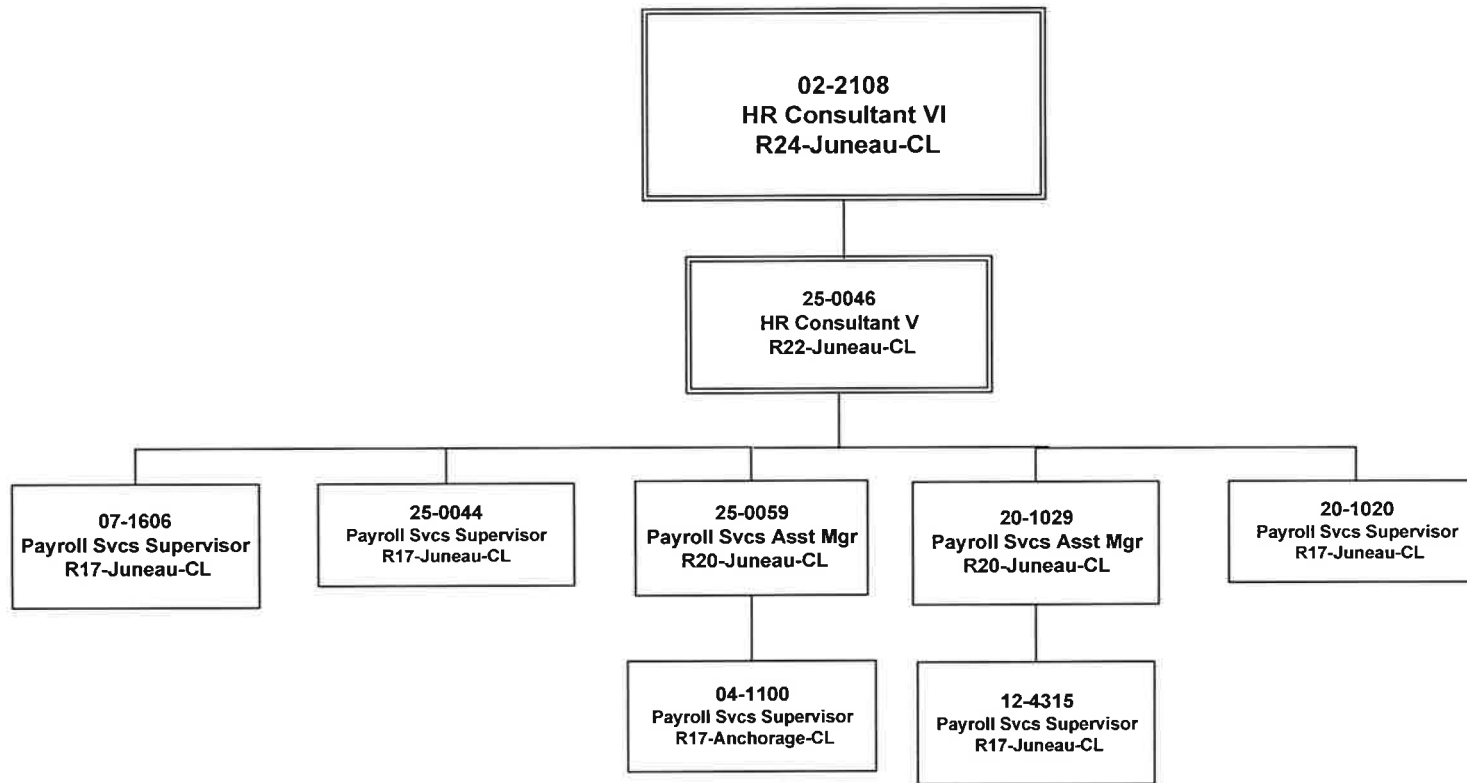 02-2108
HR Consultant VI
R24-Juneau-CL
25-0046
HR Consultant V
R22-Juneau-CL
07-1606
Payroll Svcs Supervisor
R17-Juneau-CL
25-0044
Payroll Svcs Supervisor
R17-Juneau-CL
25-0059
Payroll Svcs Asst Mgr
R20-Juneau-CL
20-1029
Payroll Svcs Asst Mgr
R20-Juneau-CL
20-1020
Payroll Svcs Supervisor
R17-Juneau-CL
04-1100
Payroll Svcs Supervisor
R17-Anchorage-CL
12-4315
Payroll Svcs Supervisor
R17-Juneau-CL